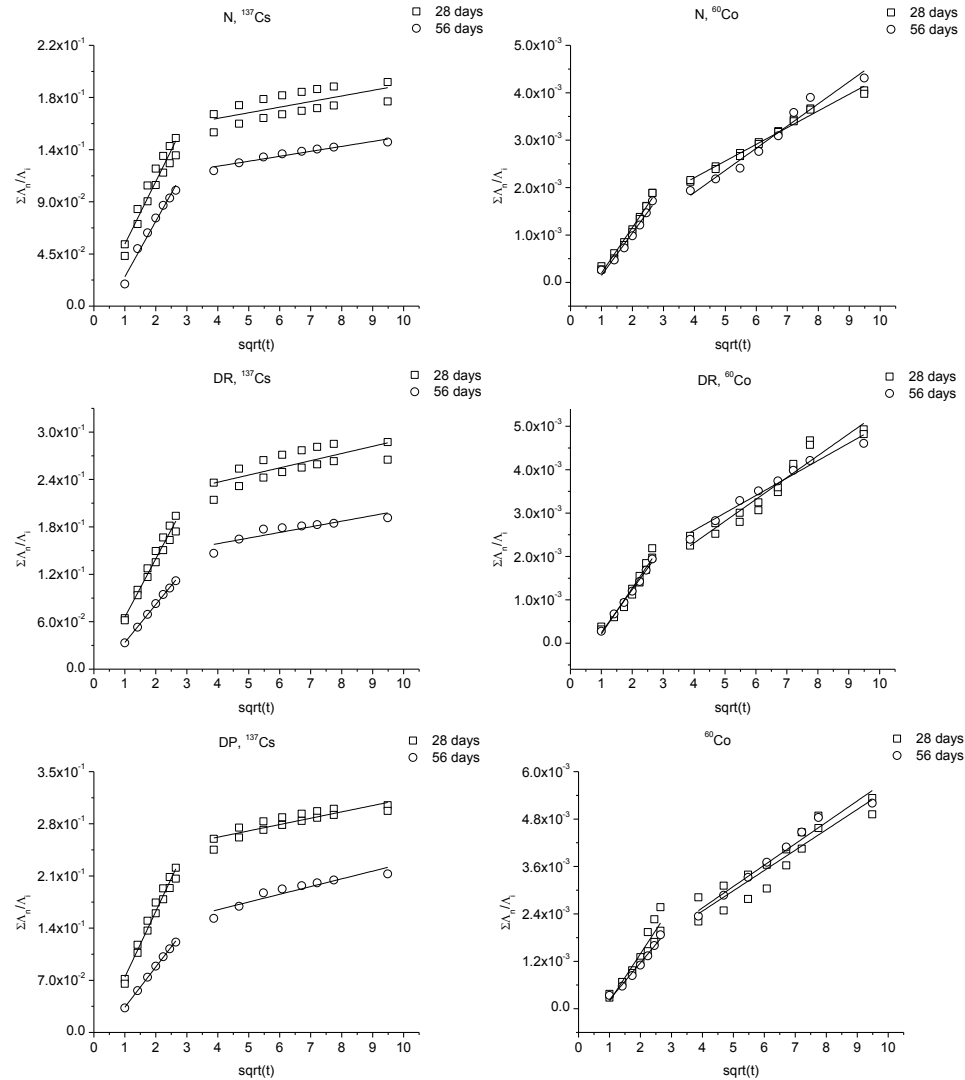 N, ¹³⁷Cs
28 days
56 days
2.2x10⁻¹
1.8x10⁻¹
1.4x10⁻¹
9.0x10⁻²
4.5x10⁻²
0.0
ΣΛₙ/Λᵢ
0 1 2 3 4 5 6 7 8 9 10
sqrt(t)
N, ⁶⁰Co
28 days
56 days
5.0x10⁻³
4.0x10⁻³
3.0x10⁻³
2.0x10⁻³
1.0x10⁻³
0.0
ΣΛₙ/Λᵢ
0 1 2 3 4 5 6 7 8 9 10
sqrt(t)
DR, ¹³⁷Cs
28 days
56 days
3.0x10⁻¹
2.4x10⁻¹
1.8x10⁻¹
1.2x10⁻¹
6.0x10⁻²
0.0
ΣΛₙ/Λᵢ
0 1 2 3 4 5 6 7 8 9 10
sqrt(t)
DR, ⁶⁰Co
28 days
56 days
5.0x10⁻³
4.0x10⁻³
3.0x10⁻³
2.0x10⁻³
1.0x10⁻³
0.0
ΣΛₙ/Λᵢ
0 1 2 3 4 5 6 7 8 9 10
sqrt(t)
DP, ¹³⁷Cs
28 days
56 days
3.5x10⁻¹
2.8x10⁻¹
2.1x10⁻¹
1.4x10⁻¹
7.0x10⁻²
0.0
ΣΛₙ/Λᵢ
0 1 2 3 4 5 6 7 8 9 10
sqrt(t)
⁶⁰Co
28 days
56 days
6.0x10⁻³
4.8x10⁻³
3.6x10⁻³
2.4x10⁻³
1.2x10⁻³
0.0
ΣΛₙ/Λᵢ
0 1 2 3 4 5 6 7 8 9 10
sqrt(t)